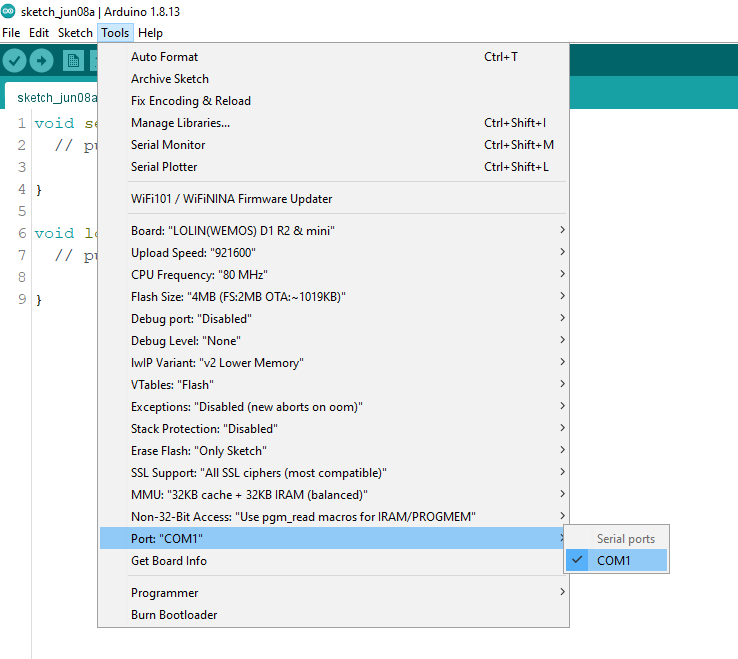 sketch_jun08a | Arduino 1.8.13
File Edit Sketch Tools Help
Auto Format Ctrl+T
Archive Sketch
Fix Encoding & Reload
Manage Libraries... Ctrl+Shift+I
Serial Monitor Ctrl+Shift+M
Serial Plotter Ctrl+Shift+L
WiFi101 / WiFiNINA Firmware Updater
Board: "LOLIN(WEMOS) D1 R2 & mini"
Upload Speed: "921600"
CPU Frequency: "80 MHz"
Flash Size: "4MB (FS:2MB OTA:~1019KB)"
Debug port: "Disabled"
Debug Level: "None"
lwIP Variant: "v2 Lower Memory"
VTables: "Flash"
Exceptions: "Disabled (new aborts on oom)"
Stack Protection: "Disabled"
Erase Flash: "Only Sketch"
SSL Support: "All SSL ciphers (most compatible)"
MMU: "32KB cache + 32KB IRAM (balanced)"
Non-32-Bit Access: "Use pgm_read macros for IRAM/PROGMEM"
Port: "COM1"
Get Board Info
Programmer
Burn Bootloader
Serial ports
COM1
sketch_jun08a
1 void se
2 // pu
3
4 }
5
6 void lo
7 // pu
8
9 }